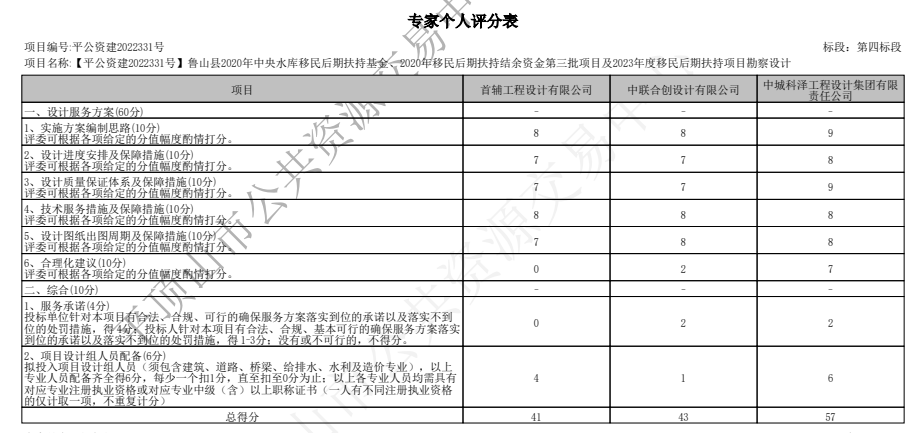 专家个人评分表
项目编号:平公资建2022331号 标段：第四标段
项目名称:【平公资建2022331号】鲁山县2020年中央水库移民后期扶持基金、2020年移民后期扶持结余资金第三批项目及2023年度移民后期扶持项目勘察设计
项目 首辅工程设计有限公司 中联合创设计有限公司 中城科泽工程设计集团有限
责任公司
一、设计服务方案(60分) - - -
1、实施方案编制思路(10分)
评委可根据各项给定的分值幅度酌情打分。 8 8 9
2、设计进度安排及保障措施(10分)
评委可根据各项给定的分值幅度酌情打分。 7 7 8
3、设计质量保证体系及保障措施(10分)
评委可根据各项给定的分值幅度酌情打分。 7 7 9
4、技术服务措施及保障措施(10分)
评委可根据各项给定的分值幅度酌情打分。 8 8 8
5、设计图纸出图周期及保障措施(10分)
评委可根据各项给定的分值幅度酌情打分。 7 8 8
6、合理化建议(10分)
评委可根据各项给定的分值幅度酌情打分。 0 2 7
二、综合(10分) - - -
1、服务承诺(4分)
投标单位针对本项目有合法、合规、可行的确保服务方案落实到位的承诺以及落实不到
位的处罚措施，得4分；投标人针对本项目有合法、合规、基本可行的确保服务方案落
实到位的承诺以及落实不到位的处罚措施，得1-3分；没有或不可行的，不得分。 0 2 2
2、项目设计组人员配备(6分)
拟投入项目设计组人员（须包含建筑、道路、桥梁、给排水、水利及造价专业），以上
专业人员配备齐全得6分，每少一个扣1分，直至扣至0分为止；以上各专业人员均需具有
对应专业注册执业资格或对应专业中级（含）以上职称证书（一人有不同注册执业资格
的仅计取一项，不重复计分） 4 1 6
总得分 41 43 57
平顶山市公共资源交易中心